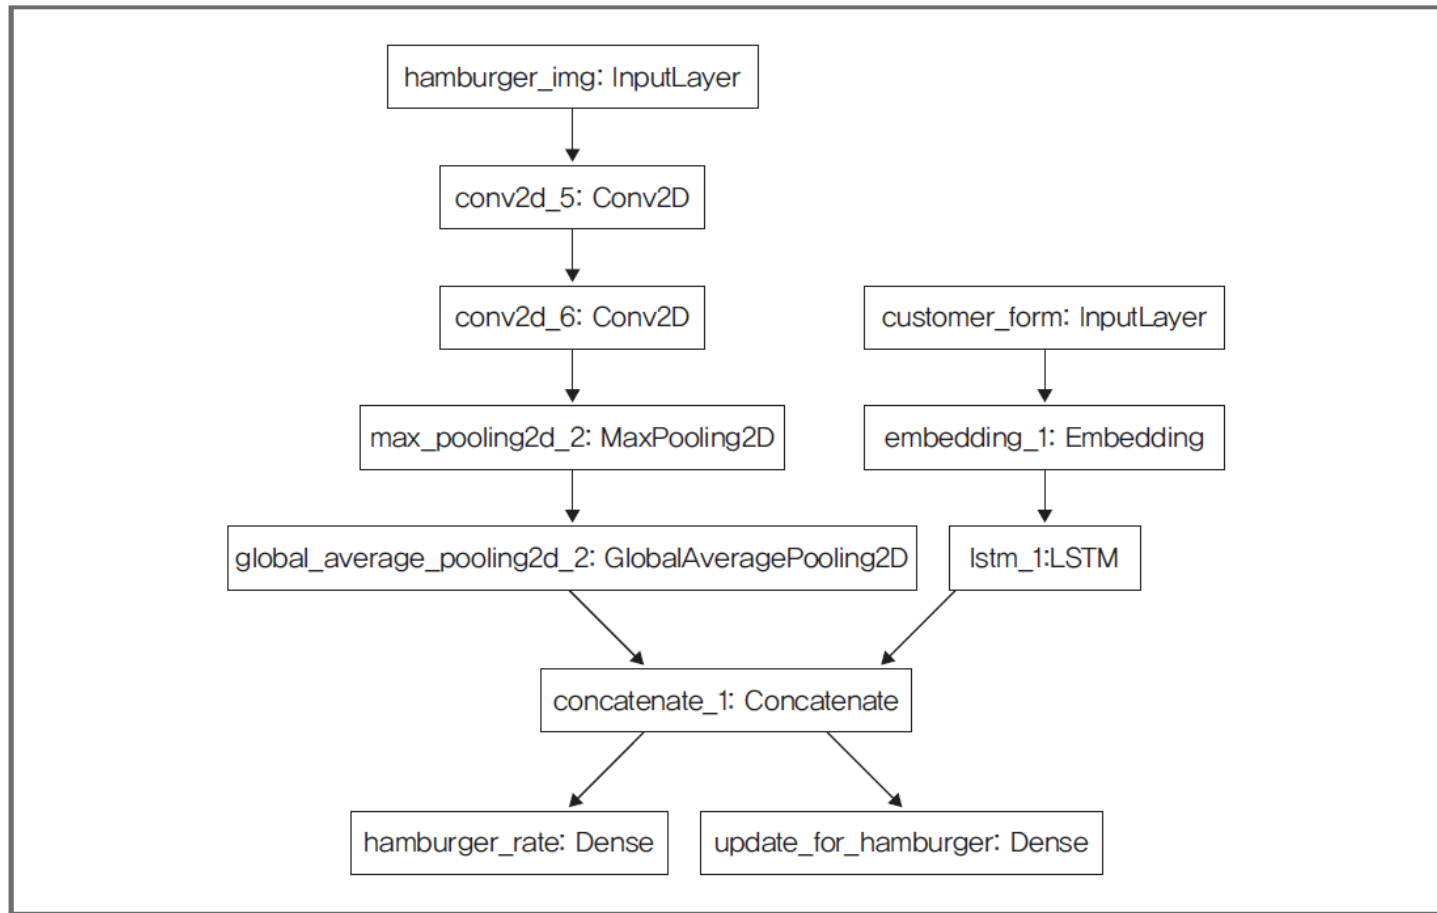 hamburger_img: InputLayer
conv2d_5: Conv2D
conv2d_6: Conv2D
customer_form: InputLayer
max_pooling2d_2: MaxPooling2D
embedding_1: Embedding
global_average_pooling2d_2: GlobalAveragePooling2D
lstm_1:LSTM
concatenate_1: Concatenate
hamburger_rate: Dense
update_for_hamburger: Dense